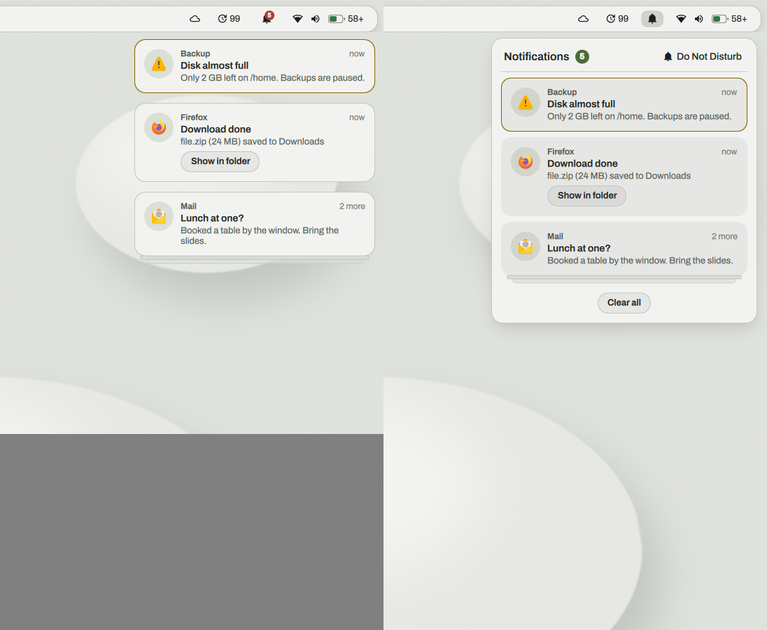 99
5
58+
Backup
now
Disk almost full
Only 2 GB left on /home. Backups are paused.
Firefox
now
Download done
file.zip (24 MB) saved to Downloads
Show in folder
Mail
2 more
Lunch at one?
Booked a table by the window. Bring the
slides.
99
58+
Notifications 5
Do Not Disturb
Backup
now
Disk almost full
Only 2 GB left on /home. Backups are paused.
Firefox
now
Download done
file.zip (24 MB) saved to Downloads
Show in folder
Mail
2 more
Lunch at one?
Booked a table by the window. Bring the slides.
Clear all